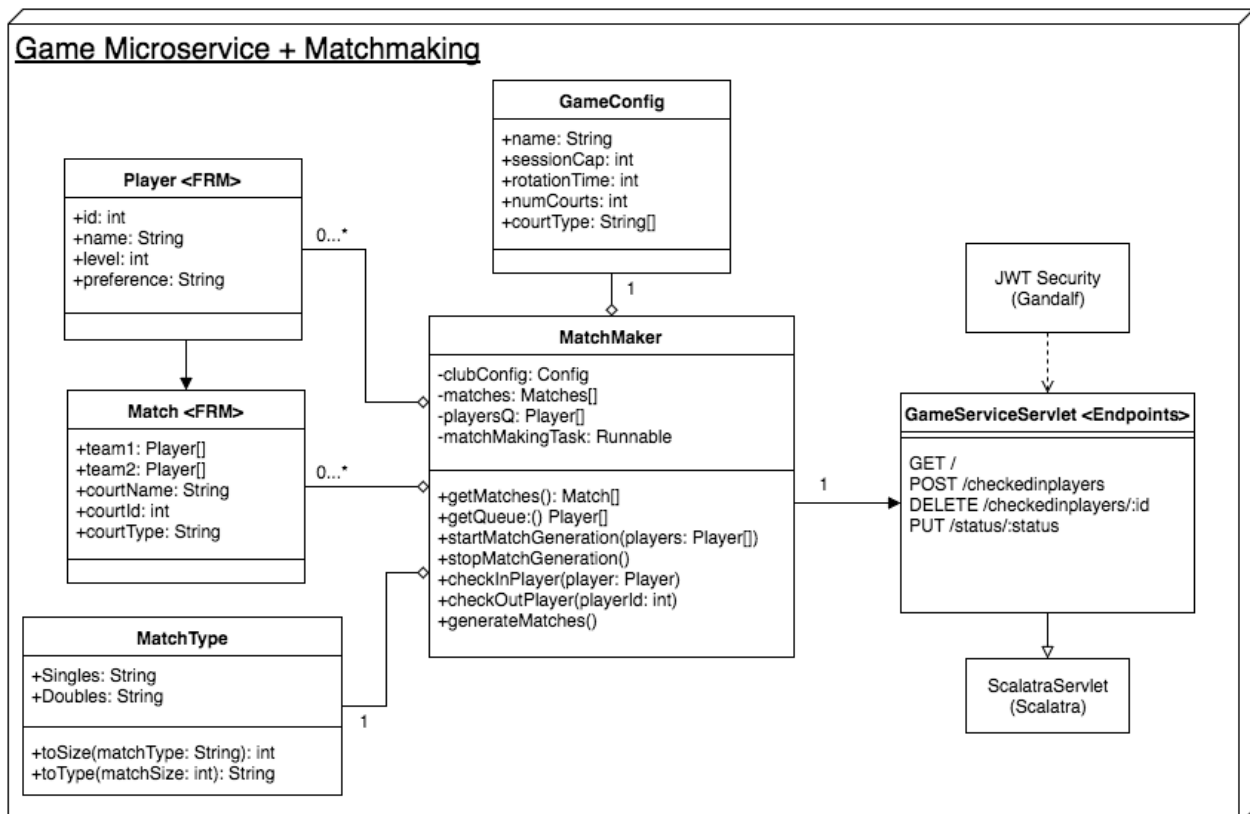 Game Microservice + Matchmaking
GameConfig
+name: String
+sessionCap: int
+rotationTime: int
+numCourts: int
+courtType: String[]
1
Player <FRM>
+id: int
+name: String
+level: int
+preference: String
0...*
Match <FRM>
+team1: Player[]
+team2: Player[]
+courtName: String
+courtId: int
+courtType: String
0...*
MatchType
+Singles: String
+Doubles: String
+toSize(matchType: String): int
+toType(matchSize: int): String
1
MatchMaker
-clubConfig: Config
-matches: Matches[]
-playersQ: Player[]
-matchMakingTask: Runnable
+getMatches(): Match[]
+getQueue:() Player[]
+startMatchGeneration(players: Player[])
+stopMatchGeneration()
+checkInPlayer(player: Player)
+checkOutPlayer(playerId: int)
+generateMatches()
1
JWT Security
(Gandalf)
GameServiceServlet <Endpoints>
GET /
POST /checkedinplayers
DELETE /checkedinplayers/:id
PUT /status/:status
ScalatraServlet
(Scalatra)